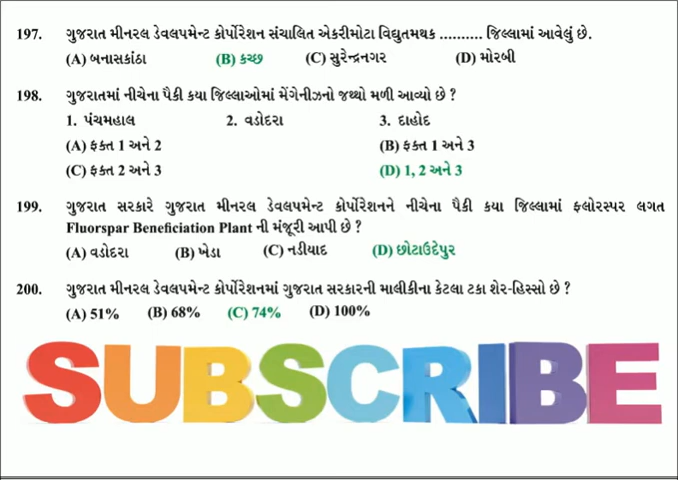 197. ગુજરાત મીનરલ ડેવલપમેન્ટ કોર્પોરેશન સંચાલિત એકરીમોટા વિદ્યુતમથક .......... જિલ્લામાં આવેલું છે.
(A) બનાસકાંઠા (B) કચ્છ (C) સુરેન્દ્રનગર (D) મોરબી
198. ગુજરાતમાં નીચેના પૈકી કયા જિલ્લાઓમાં મેંગેનીઝનો જથ્થો મળી આવ્યો છે ?
1. પંચમહાલ 2. વડોદરા 3. દાહોદ
(A) ફક્ત 1 અને 2 (B) ફક્ત 1 અને 3
(C) ફક્ત 2 અને 3 (D) 1, 2 અને 3
199. ગુજરાત સરકારે ગુજરાત મીનરલ ડેવલપમેન્ટ કોર્પોરેશનને નીચેના પૈકી કયા જિલ્લામાં ફ્લોરસ્પર લગત
Fluorspar Beneficiation Plant ની મંજૂરી આપી છે ?
(A) વડોદરા (B) ખેડા (C) નડીયાદ (D) છોટાઉદેપુર
200. ગુજરાત મીનરલ ડેવલપમેન્ટ કોર્પોરેશનમાં ગુજરાત સરકારની માલીકીના કેટલા ટકા શેર-હિસ્સો છે ?
(A) 51% (B) 68% (C) 74% (D) 100%
SUBSCRIBE